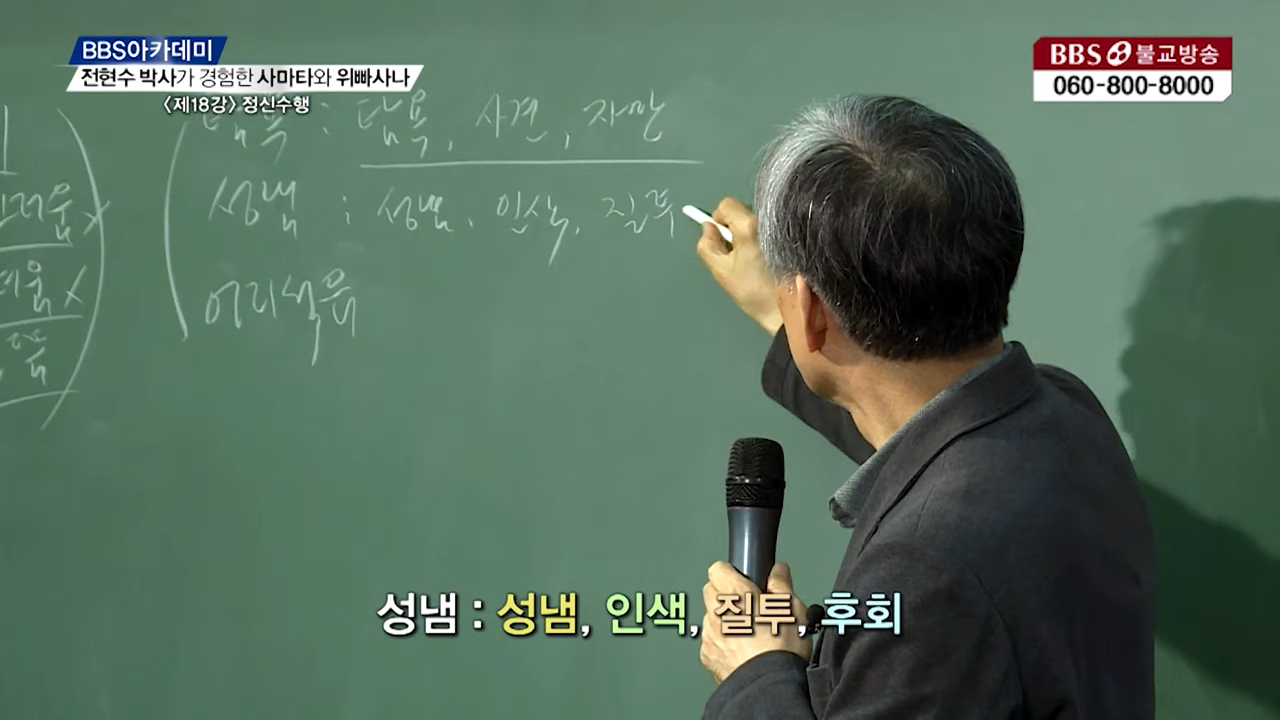 BBS아카데미
전현수 박사가 경험한 사마타와 위빠사나
<제18강> 정신수행
BBS 불교방송
060-800-8000
탐욕 : 탐욕, 사견, 자만
성냄 : 성냄, 인색, 질투
어리석음
성냄 : 성냄, 인색, 질투, 후회